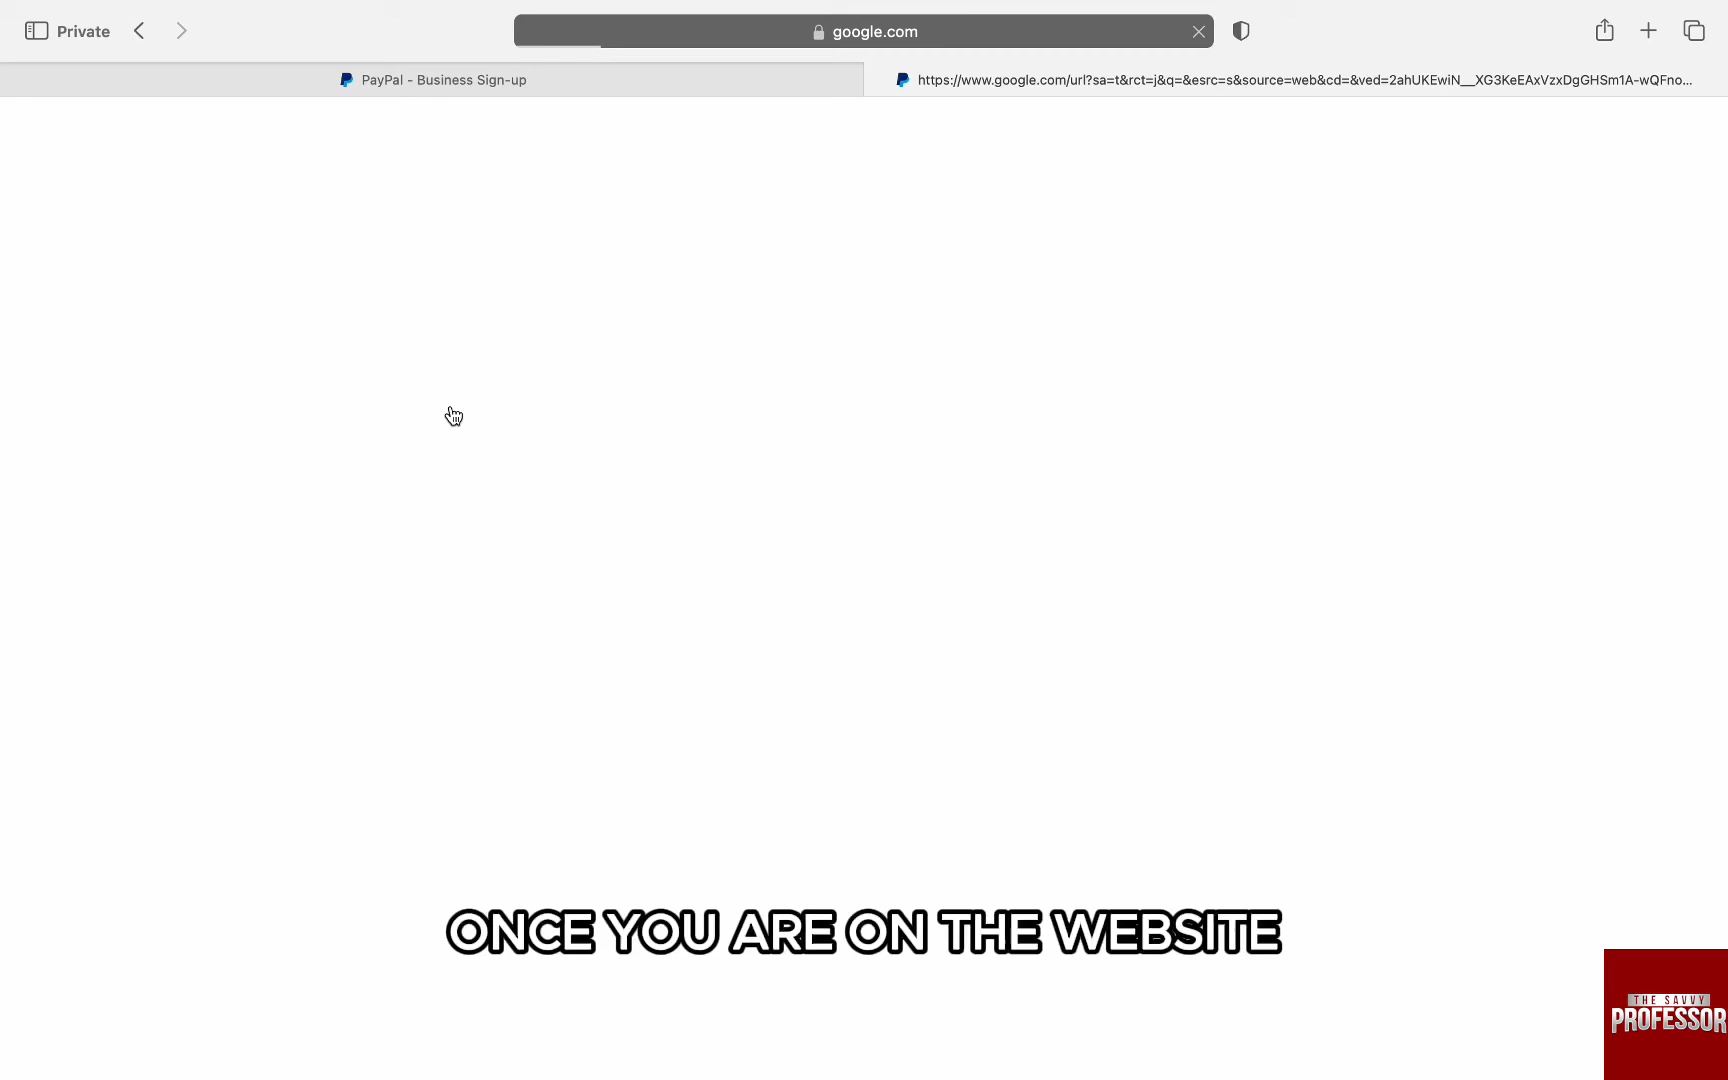 Private
google.com
PayPal - Business Sign-up
https://www.google.com/url?sa=t&rct=j&q=&esrc=s&source=web&cd=&ved=2ahUKEwiN__XG3KeEAxVzxDgGHSm1A-wQFno...
ONCE YOU ARE ON THE WEBSITE
THE SAVVY
PROFESSOR